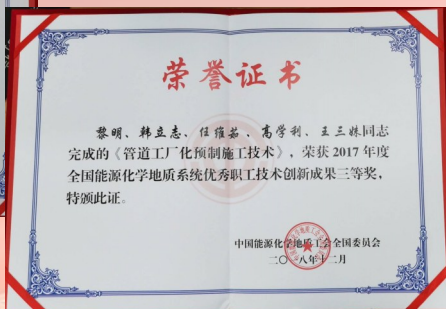 荣誉证书
黎明、韩立志、任维茹、高学利、王三妹同志
完成的《管道工厂化预制施工技术》，荣获2017年度
全国能源化学地质系统优秀职工技术创新成果三等奖，
特颁此证。
中国能源化学地质工会全国委员会
二〇一八年十二月